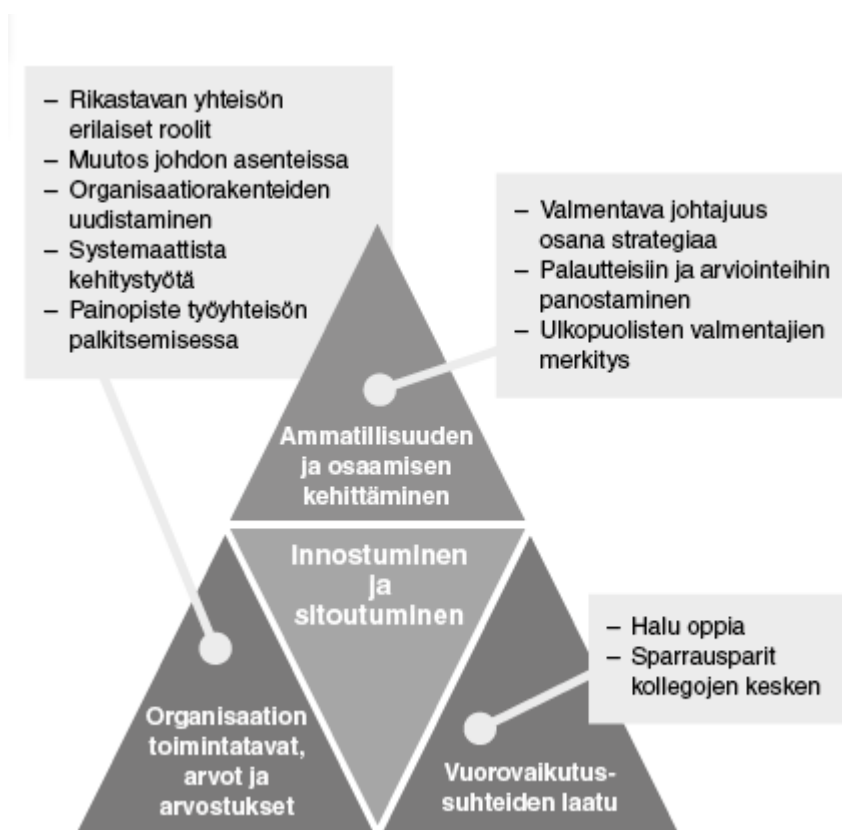 – Rikastavan yhteisön
erilaiset roolit
– Muutos johdon asenteissa
– Organisaatiorakenteiden
uudistaminen
– Systemaattista
kehitystyötä
– Painopiste työyhteisön
palkitsemisessa
– Valmentava johtajuus
osana strategiaa
– Palautteisiin ja arviointeihin
panostaminen
– Ulkopuolisten valmentajien
merkitys
Ammatillisuuden
ja osaamisen
kehittäminen
Innostuminen
ja
sitoutuminen
– Halu oppia
– Sparrausparit
kollegojen kesken
Organisaation
toimintatavat,
arvot ja
arvostukset
Vuorovaikutus-
suhteiden laatu